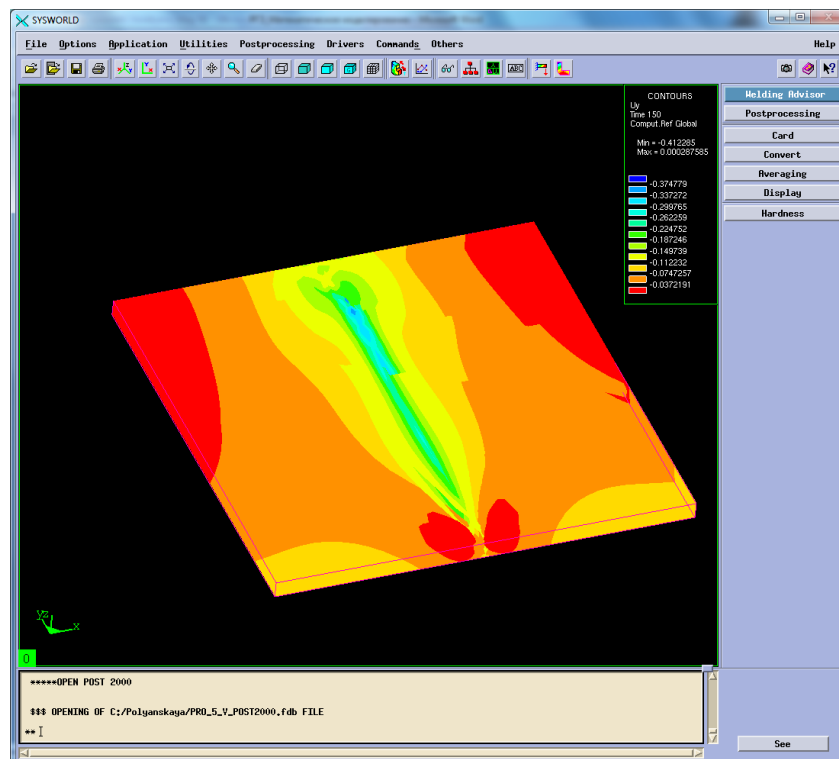 SYSWORLD
File Options Application Utilities Postprocessing Drivers Commands Others Help
ABC
CONTOURS
Uy
Time 150
Comput.Ref Global
Min = -0.412285
Max = 0.000287585
-0.374779
-0.337272
-0.299765
-0.262259
-0.224752
-0.187246
-0.149739
-0.112232
-0.0747257
-0.0372191
Welding Advisor
Postprocessing
Card
Convert
Averaging
Display
Hardness
YZ
X
0
*****OPEN POST 2000
$$$ OPENING OF C:/Polyanskaya/PRO_5_V_POST2000.fdb FILE
**
See